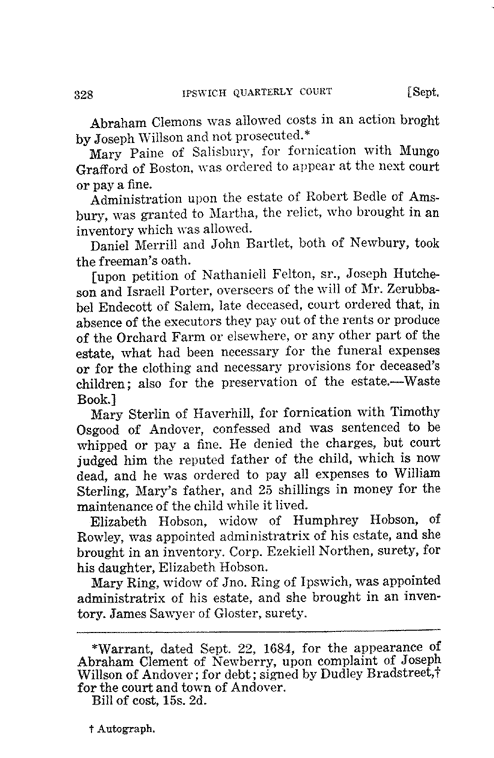 328 IPSWICH QUARTERLY COURT [Sept.
Abraham Clemons was allowed costs in an action broght
by Joseph Willson and not prosecuted.*
Mary Paine of Salisbury, for fornication with Mungo
Grafford of Boston, was ordered to appear at the next court
or pay a fine.
Administration upon the estate of Robert Bedle of Ams-
bury, was granted to Martha, the relict, who brought in an
inventory which was allowed.
Daniel Merrill and John Bartlet, both of Newbury, took
the freeman's oath.
[upon petition of Nathaniell Felton, sr., Joseph Hutche-
son and Israell Porter, overseers of the will of Mr. Zerubba-
bel Endecott of Salem, late deceased, court ordered that, in
absence of the executors they pay out of the rents or produce
of the Orchard Farm or elsewhere, or any other part of the
estate, what had been necessary for the funeral expenses
or for the clothing and necessary provisions for deceased's
children; also for the preservation of the estate.—Waste
Book.]
Mary Sterlin of Haverhill, for fornication with Timothy
Osgood of Andover, confessed and was sentenced to be
whipped or pay a fine. He denied the charges, but court
judged him the reputed father of the child, which is now
dead, and he was ordered to pay all expenses to William
Sterling, Mary's father, and 25 shillings in money for the
maintenance of the child while it lived.
Elizabeth Hobson, widow of Humphrey Hobson, of
Rowley, was appointed administratrix of his estate, and she
brought in an inventory. Corp. Ezekiell Northen, surety, for
his daughter, Elizabeth Hobson.
Mary Ring, widow of Jno. Ring of Ipswich, was appointed
administratrix of his estate, and she brought in an inven-
tory. James Sawyer of Gloster, surety.
*Warrant, dated Sept. 22, 1684, for the appearance of
Abraham Clement of Newberry, upon complaint of Joseph
Willson of Andover; for debt; signed by Dudley Bradstreet,†
for the court and town of Andover.
Bill of cost, 15s. 2d.
† Autograph.